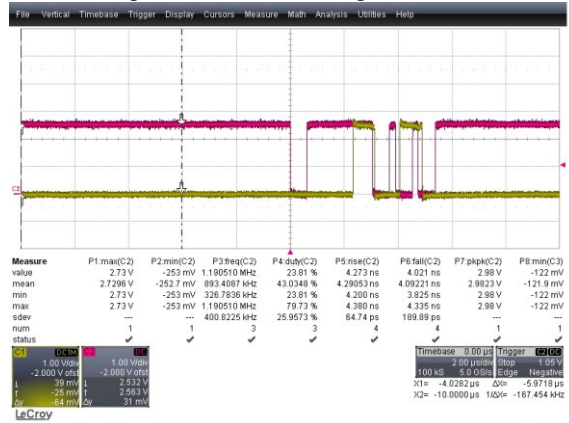 File Vertical Timebase Trigger Display Cursors Measure Math Analysis Utilities Help
C2
Measure P1:max(C2) P2:min(C2) P3:freq(C2) P4:duty(C2) P5:rise(C2) P6:fall(C2) P7:pkpk(C2) P8:min(C3)
value 2.73 V -253 mV 1.190510 MHz 23.81 % 4.273 ns 4.021 ns 2.98 V -122 mV
mean 2.7296 V -252.7 mV 893.4087 kHz 43.0348 % 4.29053 ns 4.09221 ns 2.9823 V -121.9 mV
min 2.73 V -253 mV 326.7836 kHz 23.81 % 4.200 ns 3.825 ns 2.98 V -122 mV
max 2.73 V -253 mV 1.190510 MHz 79.73 % 4.380 ns 4.335 ns 2.98 V -122 mV
sdev --- --- 400.8225 kHz 25.9573 % 64.74 ps 189.89 ps --- ---
num 1 1 3 3 4 4 1 1
status
C1 DC1M C2 DC Timebase 0.00 µs Trigger C2 DC
1.00 V/div 1.00 V/div 2.00 µs/div Stop 1.05 V
-2.000 V ofst -2.000 V ofst 100 kS 5.0 GS/s Edge Negative
39 mV 2.532 V X1= -4.0282 µs ΔX= -5.9718 µs
-25 mV 2.563 V X2= -10.0000 µs 1/ΔX= -167.454 kHz
Δy -64 mV Δy 31 mV
LeCroy